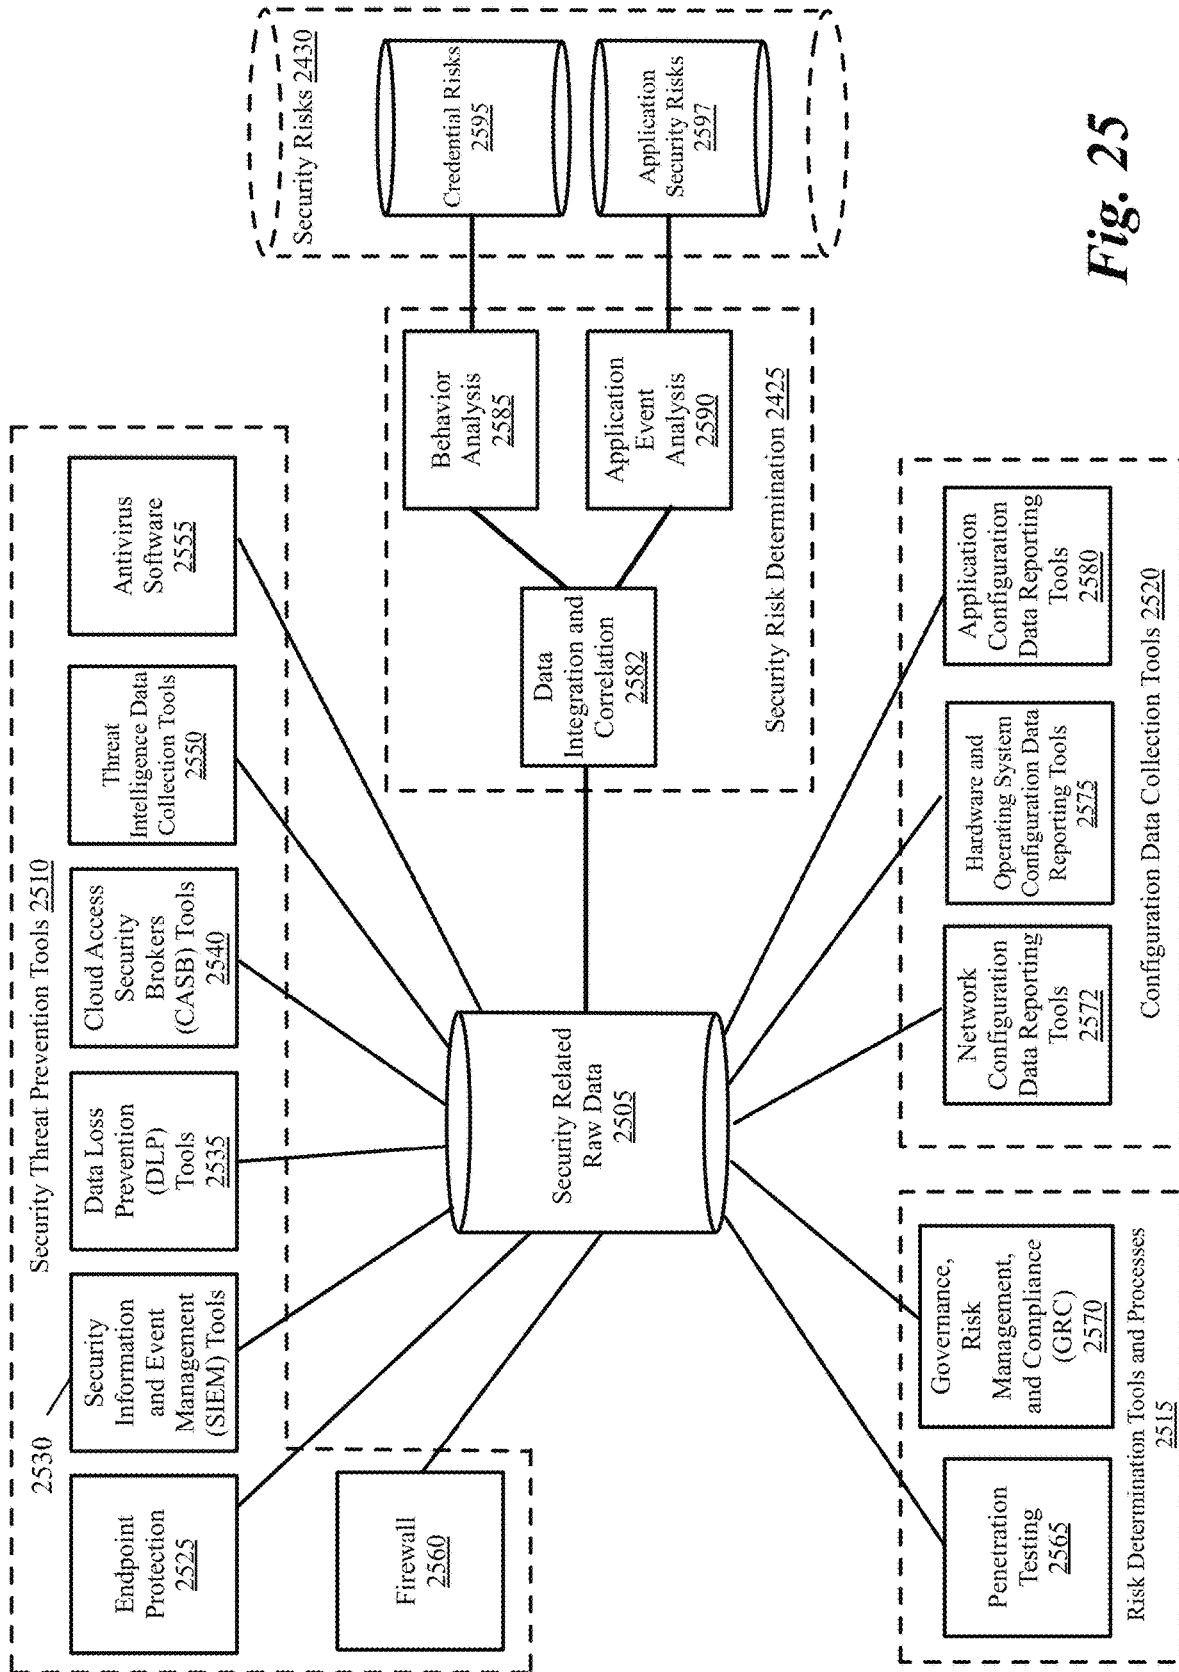 Security Threat Prevention Tools 2510
2530
Endpoint
Protection
2525
Security
Information
and Event
Management
(SIEM) Tools
Data Loss
Prevention
(DLP)
Tools
2535
Cloud Access
Security
Brokers
(CASB) Tools
2540
Threat
Intelligence Data
Collection Tools
2550
Antivirus
Software
2555
Firewall
2560
Security Related
Raw Data
2505
Data
Integration and
Correlation
2582
Behavior
Analysis
2585
Application
Event
Analysis
2590
Security Risk Determination 2425
Security Risks 2430
Credential Risks
2595
Application
Security Risks
2597
Penetration
Testing
2565
Governance,
Risk
Management,
and Compliance
(GRC)
2570
Risk Determination Tools and Processes
2515
Network
Configuration
Data Reporting
Tools
2572
Hardware and
Operating System
Configuration Data
Reporting Tools
2575
Application
Configuration
Data Reporting
Tools
2580
Configuration Data Collection Tools 2520
Fig. 25